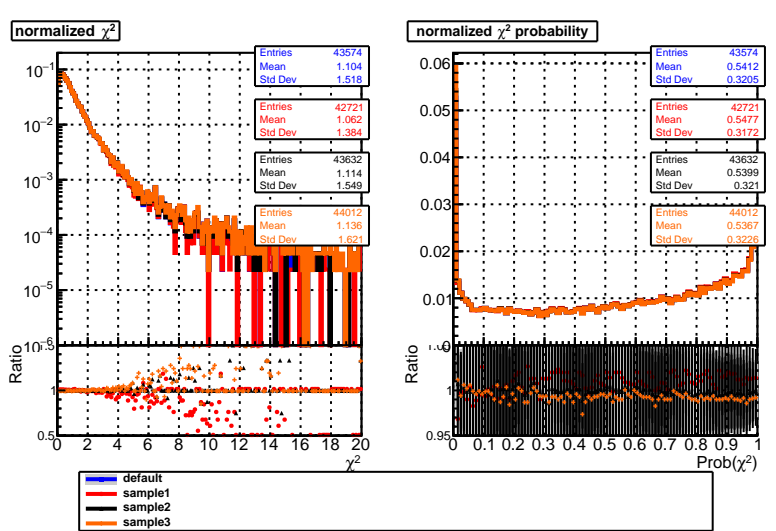 normalized χ²
Entries 43574
Mean 1.104
Std Dev 1.518
Entries 42721
Mean 1.062
Std Dev 1.384
Entries 43632
Mean 1.114
Std Dev 1.549
Entries 44012
Mean 1.136
Std Dev 1.621
10⁻¹
10⁻²
10⁻³
10⁻⁴
10⁻⁵
Ratio
1
0.5
0 2 4 6 8 10 12 14 16 18 20
χ²
normalized χ² probability
Entries 43574
Mean 0.5412
Std Dev 0.3205
Entries 42721
Mean 0.5477
Std Dev 0.3172
Entries 43632
Mean 0.5399
Std Dev 0.321
Entries 44012
Mean 0.5367
Std Dev 0.3226
0.06
0.05
0.04
0.03
0.02
0.01
Ratio
1
0.95
0 0.1 0.2 0.3 0.4 0.5 0.6 0.7 0.8 0.9 1
Prob(χ²)
default
sample1
sample2
sample3